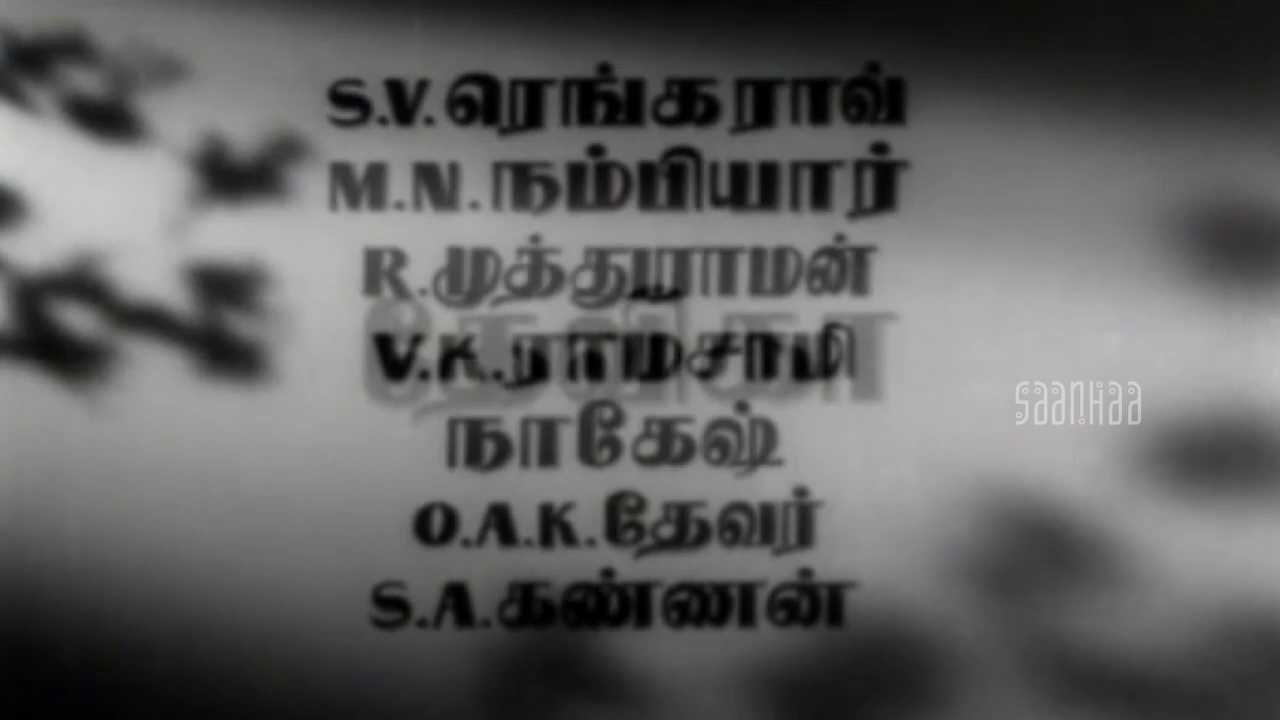 S.V.ரெங்கராவ்
M.N.நம்பியார்
R.முத்துராமன்
தேவிகா
V.K.ராமசாமி
நாகேஷ்
O.A.K.தேவர்
S.A.கண்ணன்
saanHaa